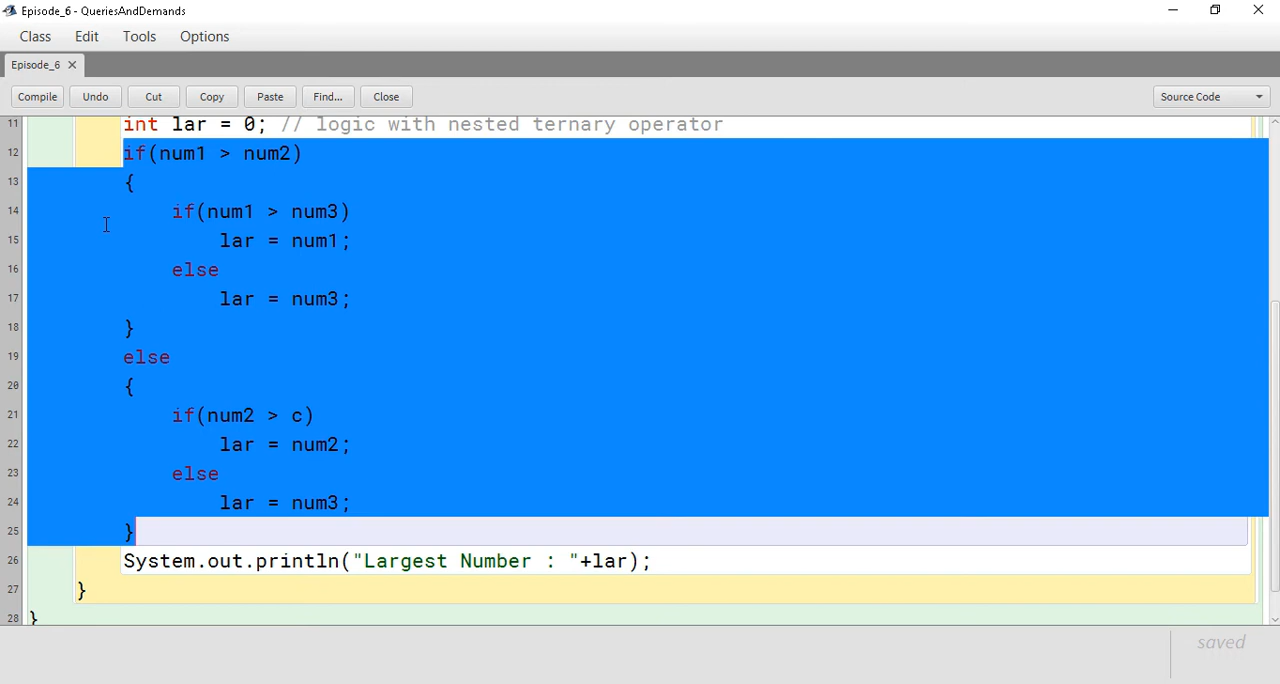 Episode_6 - QueriesAndDemands
Class Edit Tools Options
Episode_6 ✕
Compile Undo Cut Copy Paste Find... Close Source Code
11 int lar = 0; // logic with nested ternary operator
12 if(num1 > num2)
13 {
14 if(num1 > num3)
15 lar = num1;
16 else
17 lar = num3;
18 }
19 else
20 {
21 if(num2 > c)
22 lar = num2;
23 else
24 lar = num3;
25 }
26 System.out.println("Largest Number : "+lar);
27 }
28 }
saved